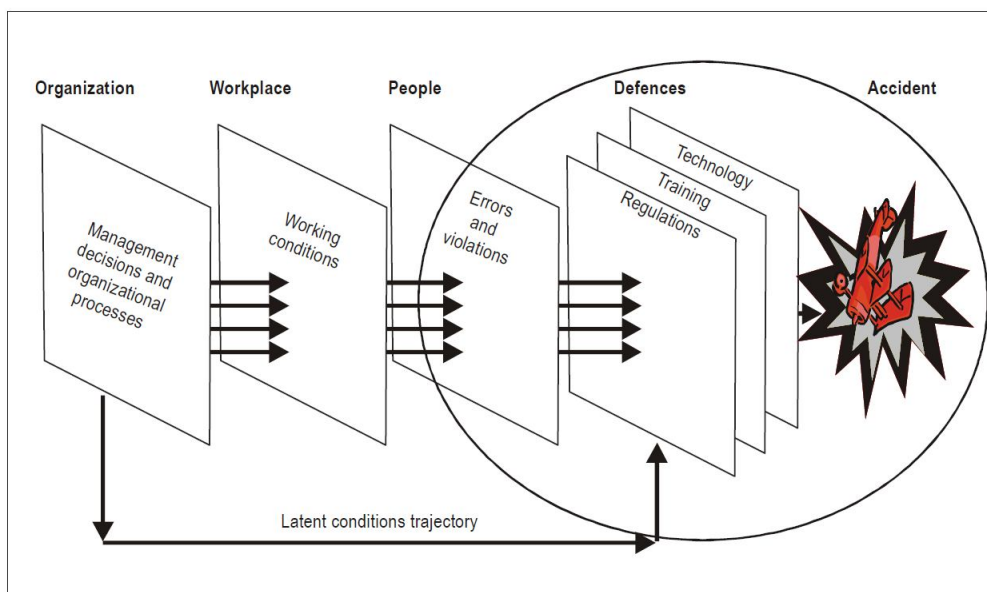 Organization
Workplace
People
Defences
Accident
Management
decisions and
organizational
processes
Working
conditions
Errors
and
violations
Technology
Training
Regulations
Latent conditions trajectory